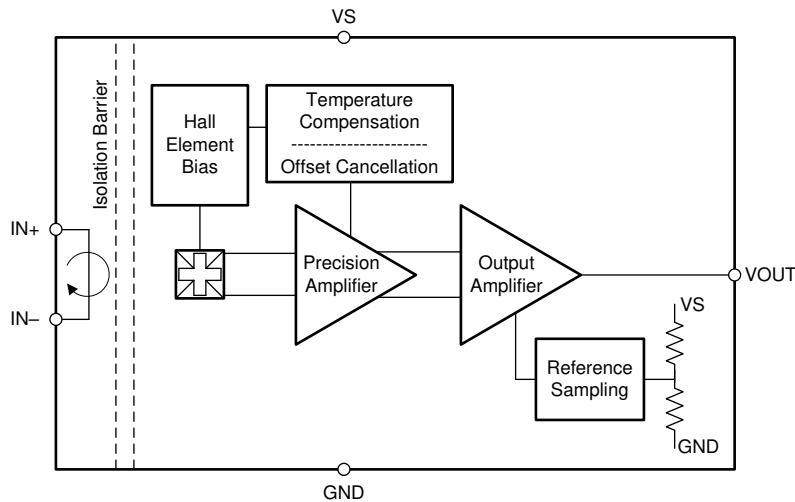 VS
Isolation Barrier
Hall
Element
Bias
Temperature
Compensation
Offset Cancellation
IN+
IN–
Precision
Amplifier
Output
Amplifier
VOUT
VS
Reference
Sampling
GND
GND